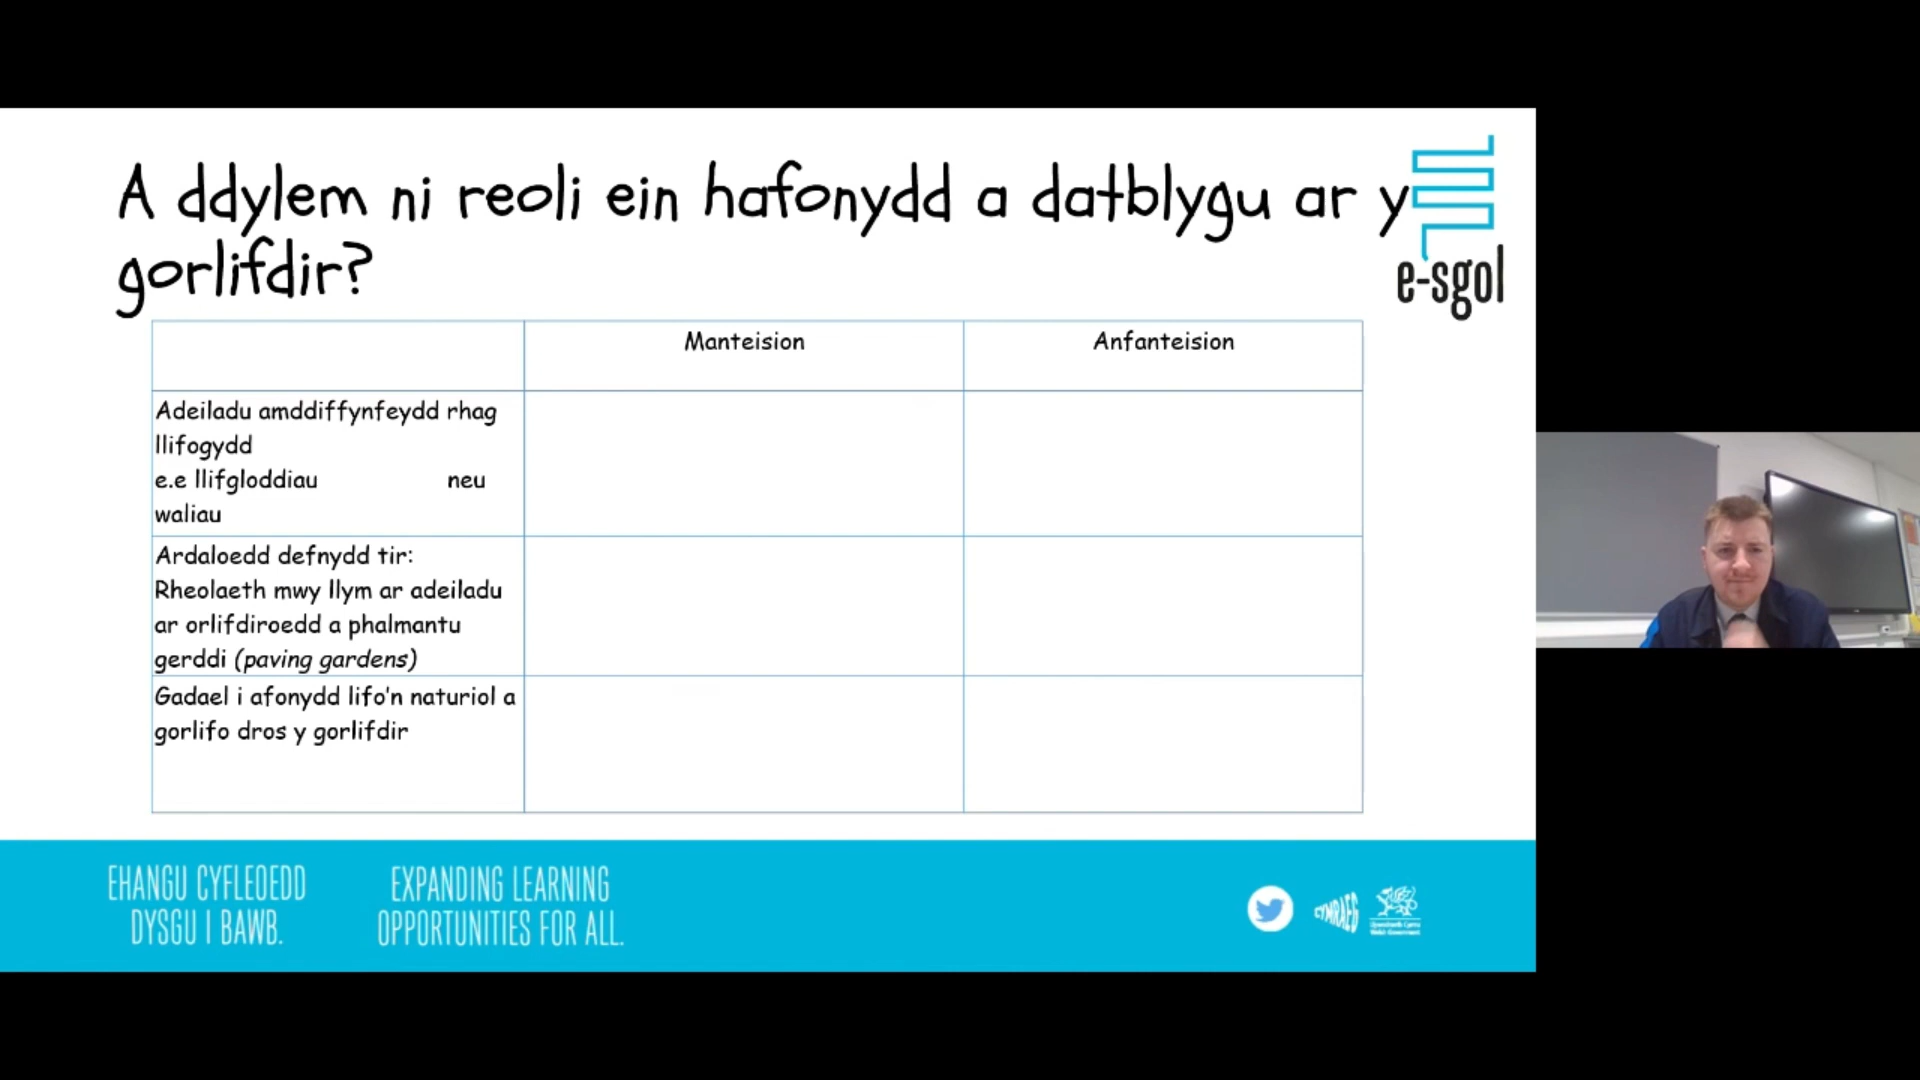 A ddylem ni reoli ein hafonydd a datblygu ar y
gorlifdir?
e-sgol
Manteision
Anfanteision
Adeiladu amddiffynfeydd rhag
llifogydd
e.e llifgloddiau neu
waliau
Ardaloedd defnydd tir:
Rheolaeth mwy llym ar adeiladu
ar orlifdiroedd a phalmantu
gerddi (paving gardens)
Gadael i afonydd lifo'n naturiol a
gorlifo dros y gorlifdir
EHANGU CYFLEOEDD
DYSGU I BAWB.
EXPANDING LEARNING
OPPORTUNITIES FOR ALL.
CYMRAEG
Llywodraeth Cymru
Welsh Government